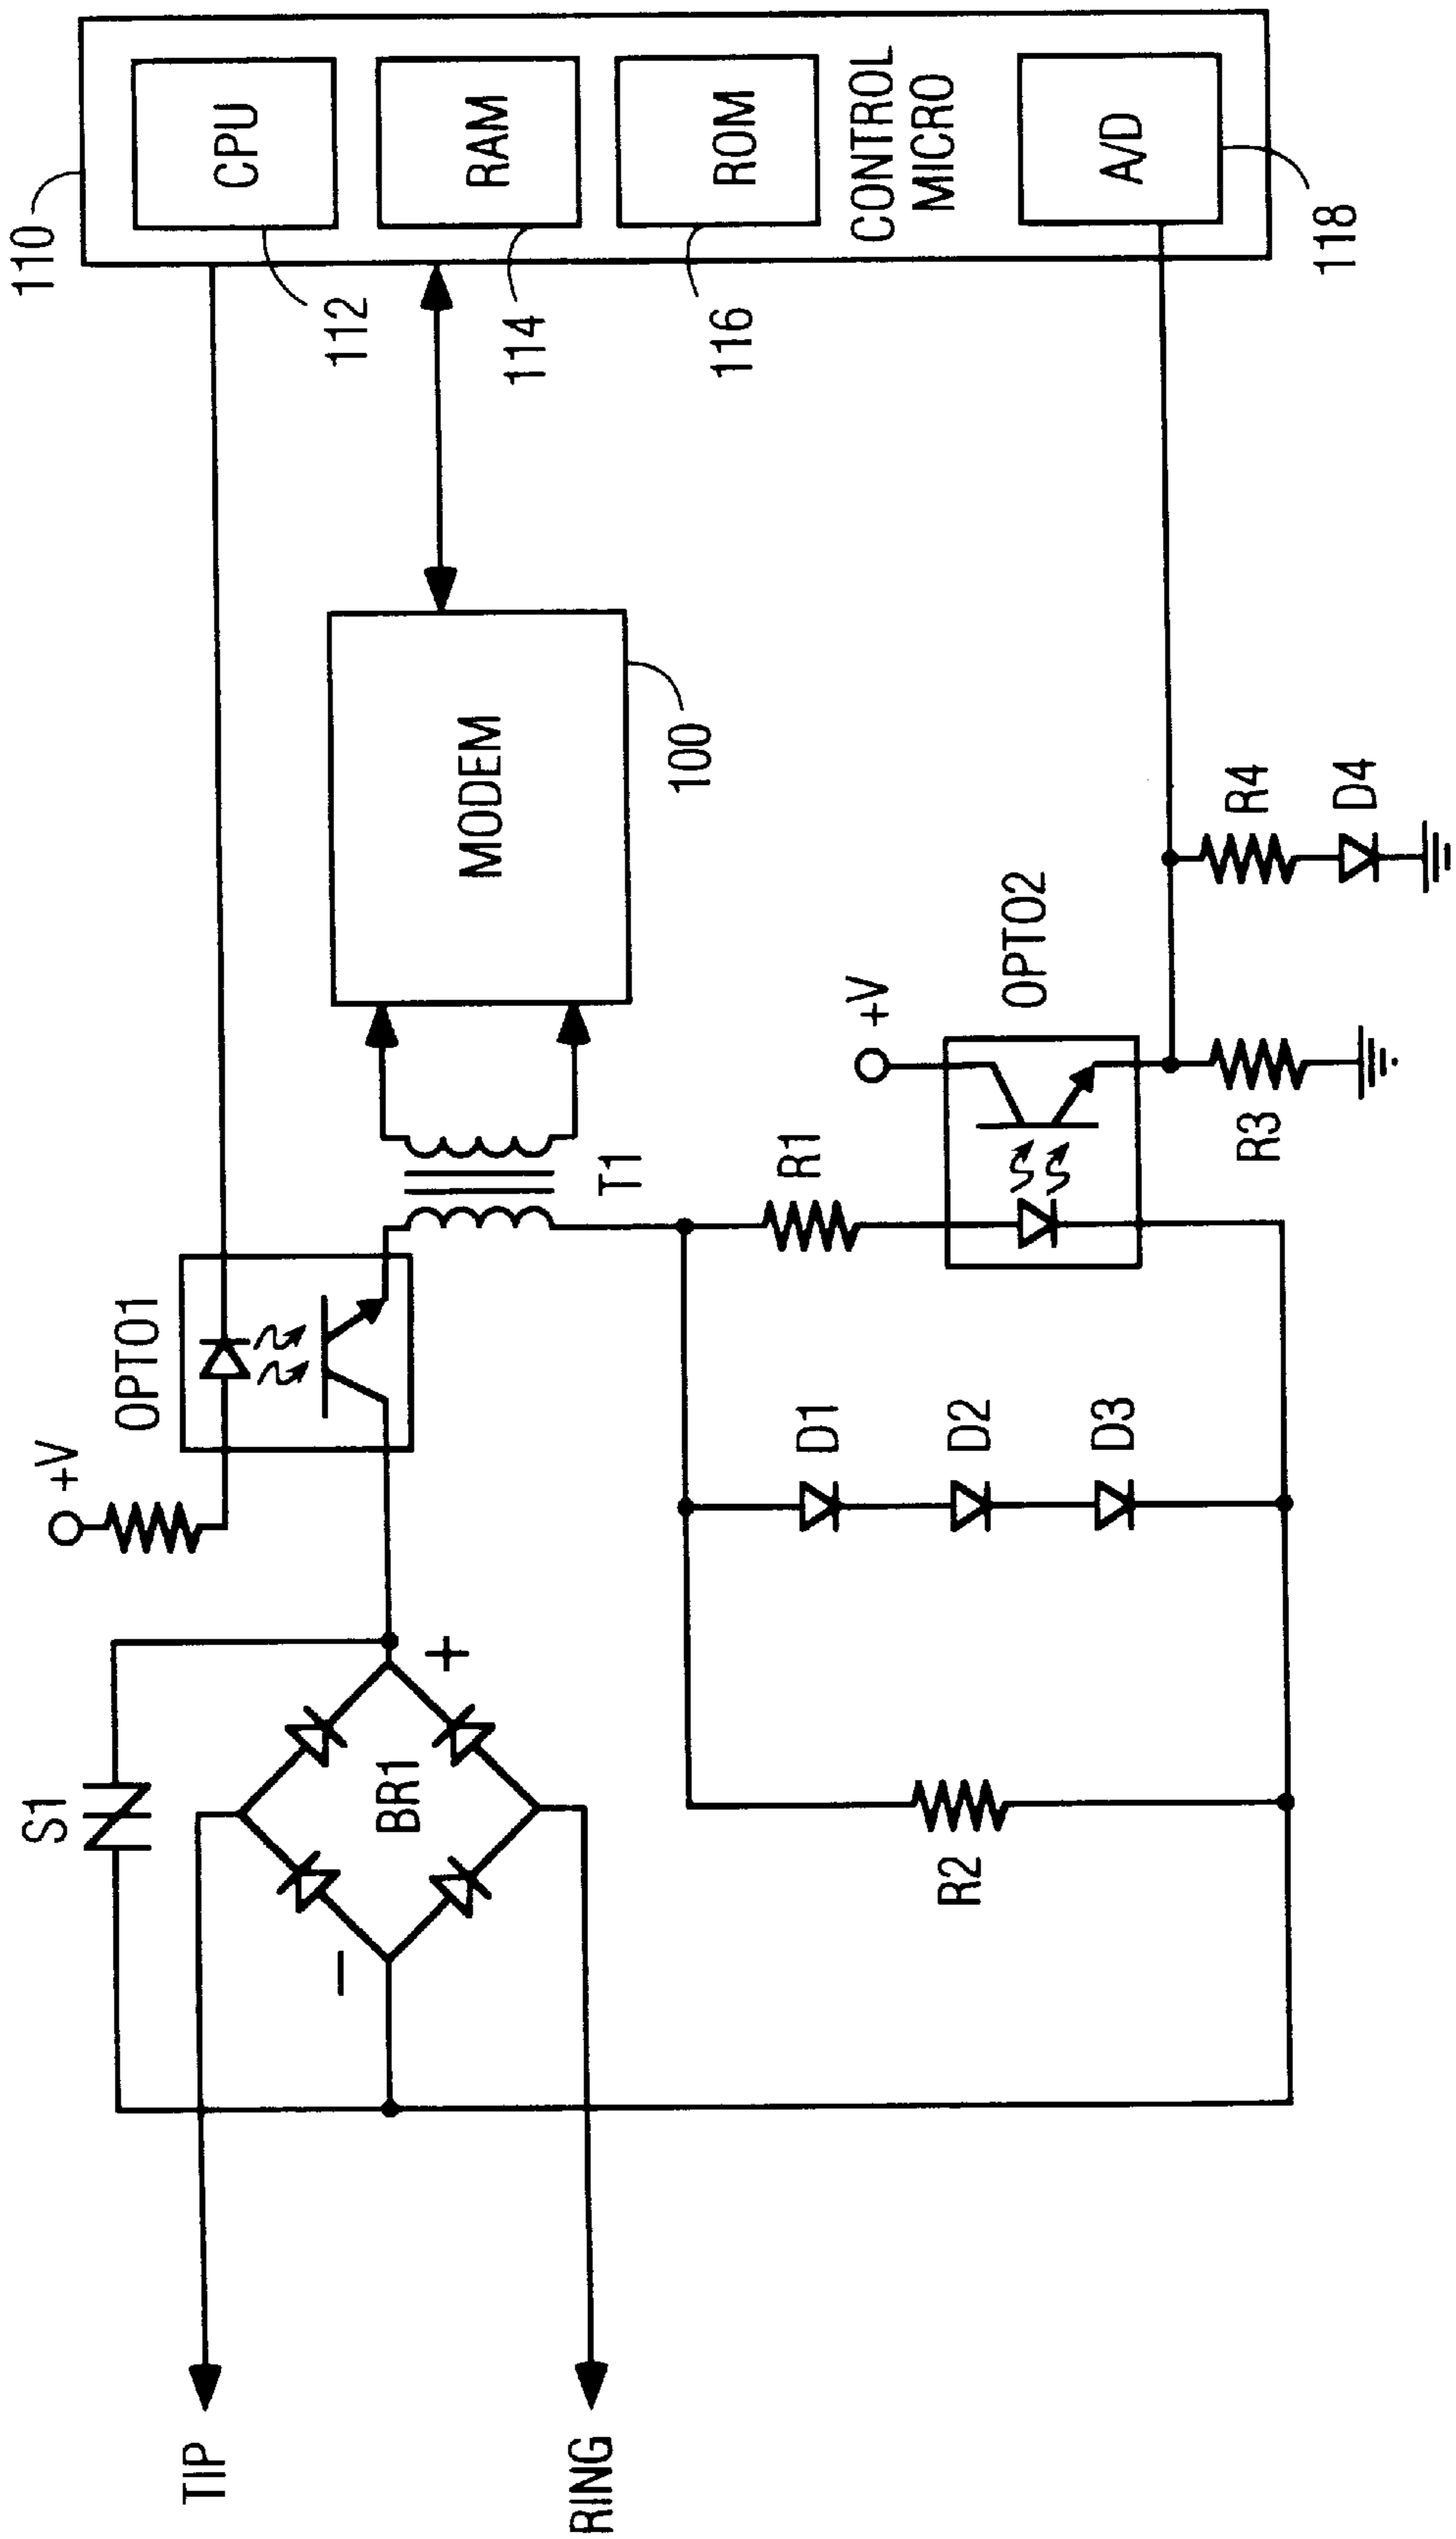 TIP
RING
S1
BR1
+
−
+V
OPTO1
T1
MODEM
100
110
CPU
112
RAM
114
ROM
116
CONTROL
MICRO
A/D
118
R2
D1
D2
D3
R1
+V
OPTO2
R3
R4
D4